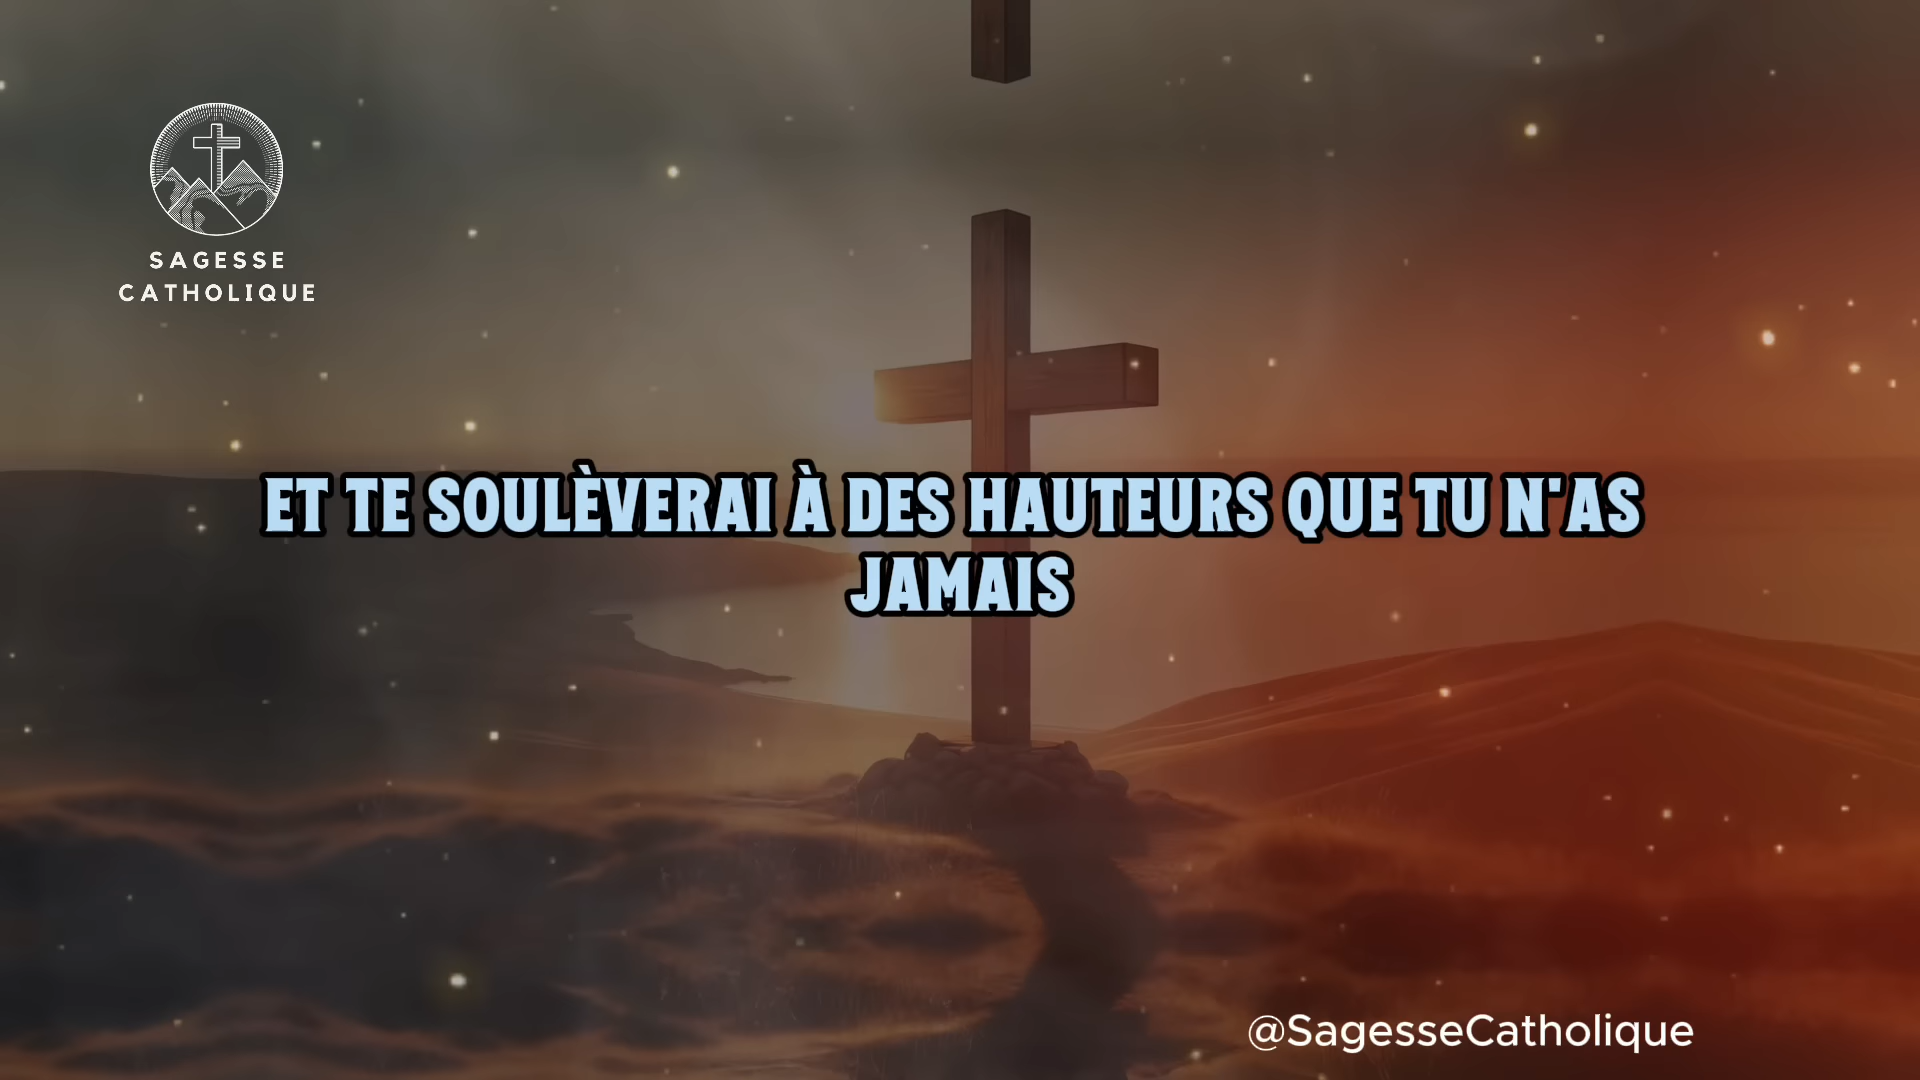 SAGESSE
CATHOLIQUE
ET TE SOULÈVERAI À DES HAUTEURS QUE TU N'AS
JAMAIS
@SagesseCatholique